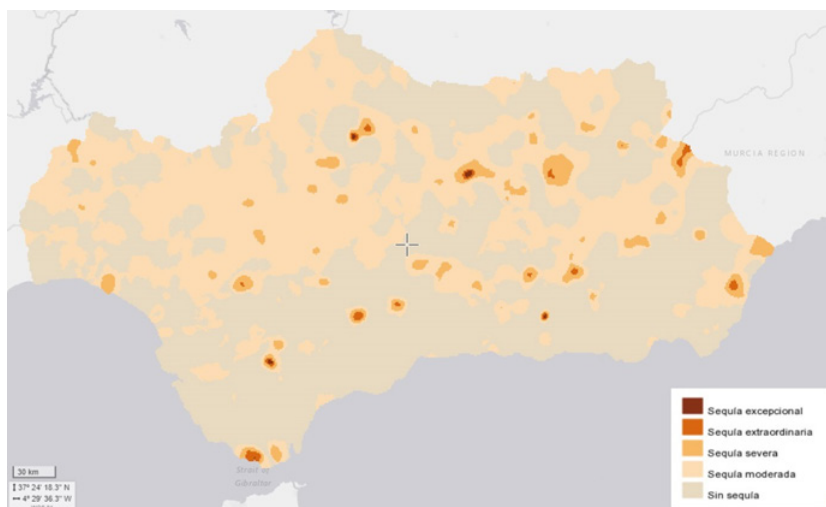 MURCIA REGION
Strait of
Gibraltar
30 km
37° 24' 18.3" N
4° 29' 36.3" W
Sequía excepcional
Sequía extraordinaria
Sequía severa
Sequía moderada
Sin sequía